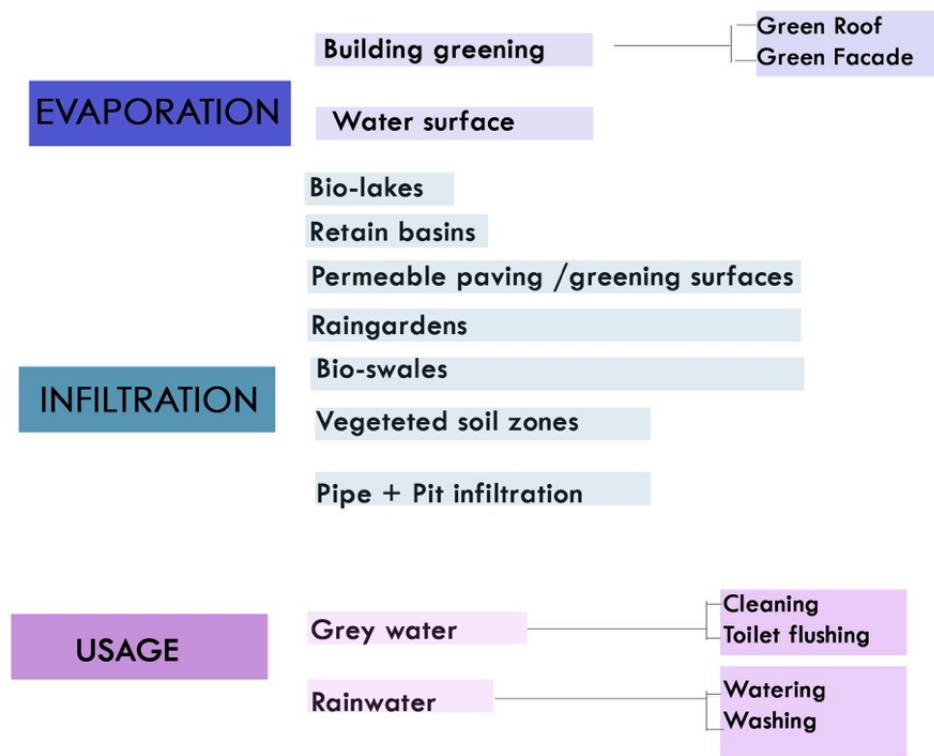 EVAPORATION
Building greening
Green Roof
Green Facade
Water surface
INFILTRATION
Bio-lakes
Retain basins
Permeable paving /greening surfaces
Raingardens
Bio-swales
Vegeteted soil zones
Pipe + Pit infiltration
USAGE
Grey water
Cleaning
Toilet flushing
Rainwater
Watering
Washing